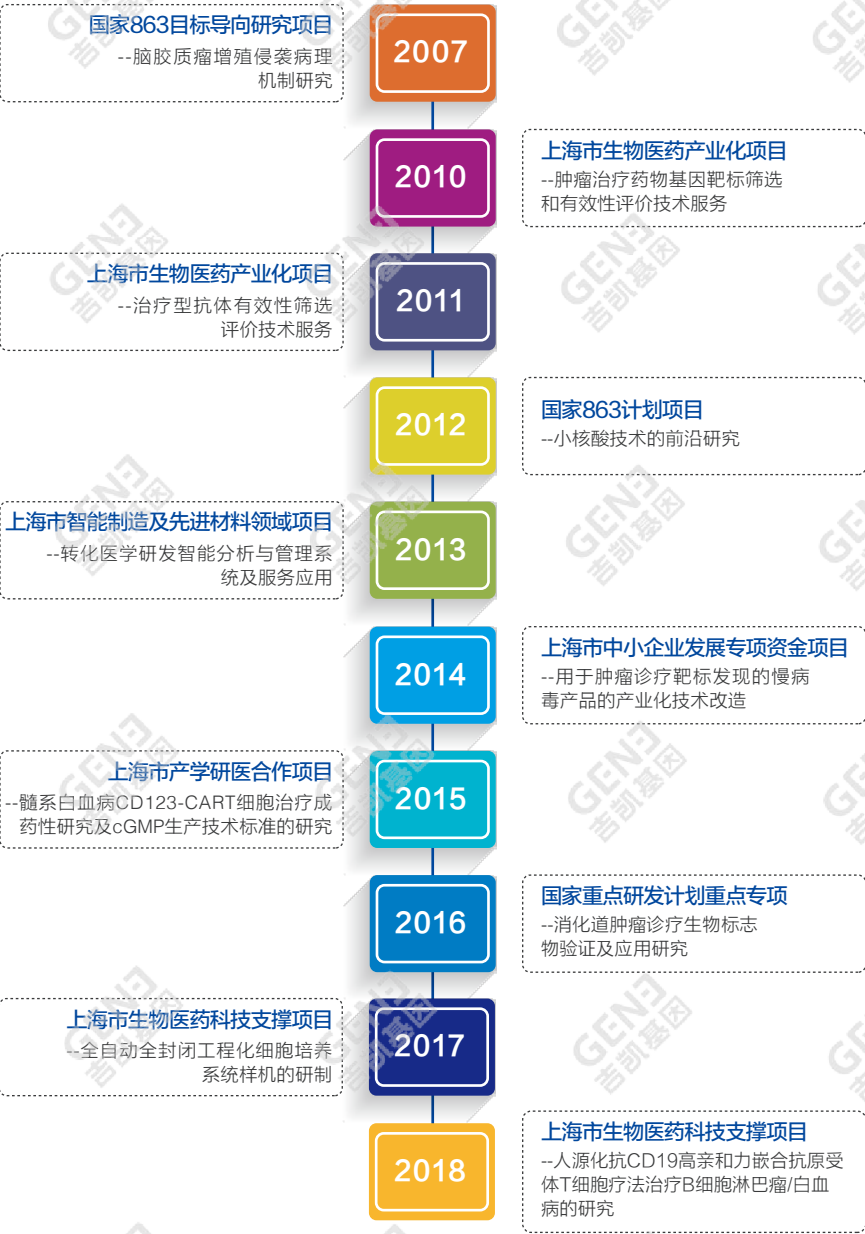 国家863目标导向研究项目
--脑胶质瘤增殖侵袭病理
机制研究
2007
2010
上海市生物医药产业化项目
--肿瘤治疗药物基因靶标筛选
和有效性评价技术服务
上海市生物医药产业化项目
--治疗型抗体有效性筛选
评价技术服务
2011
2012
国家863计划项目
--小核酸技术的前沿研究
上海市智能制造及先进材料领域项目
--转化医学研发智能分析与管理系
统及服务应用
2013
2014
上海市中小企业发展专项资金项目
--用于肿瘤诊疗靶标发现的慢病
毒产品的产业化技术改造
上海市产学研医合作项目
--髓系白血病CD123-CART细胞治疗成
药性研究及cGMP生产技术标准的研究
2015
2016
国家重点研发计划重点专项
--消化道肿瘤诊疗生物标志
物验证及应用研究
上海市生物医药科技支撑项目
--全自动全封闭工程化细胞培养
系统样机的研制
2017
2018
上海市生物医药科技支撑项目
--人源化抗CD19高亲和力嵌合抗原受
体T细胞疗法治疗B细胞淋巴瘤/白血
病的研究
GENE
吉凯基因